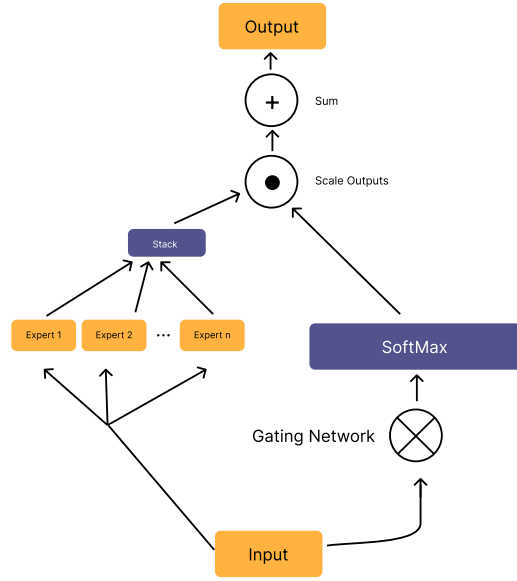 Output
+
Sum
Scale Outputs
Stack
Expert 1
Expert 2
...
Expert n
SoftMax
Gating Network
Input